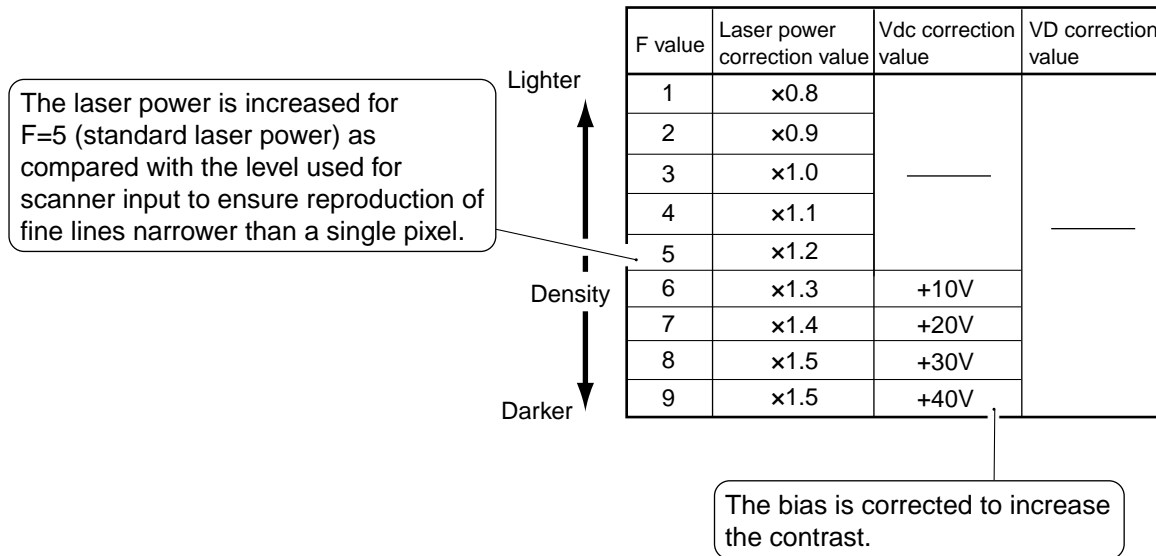 F value
Laser power
correction value
Vdc correction
value
VD correction
value
Lighter
Density
Darker
The laser power is increased for
F=5 (standard laser power) as
compared with the level used for
scanner input to ensure reproduction of
fine lines narrower than a single pixel.
1 ×0.8
2 ×0.9
3 ×1.0
4 ×1.1
5 ×1.2
6 ×1.3 +10V
7 ×1.4 +20V
8 ×1.5 +30V
9 ×1.5 +40V
The bias is corrected to increase
the contrast.